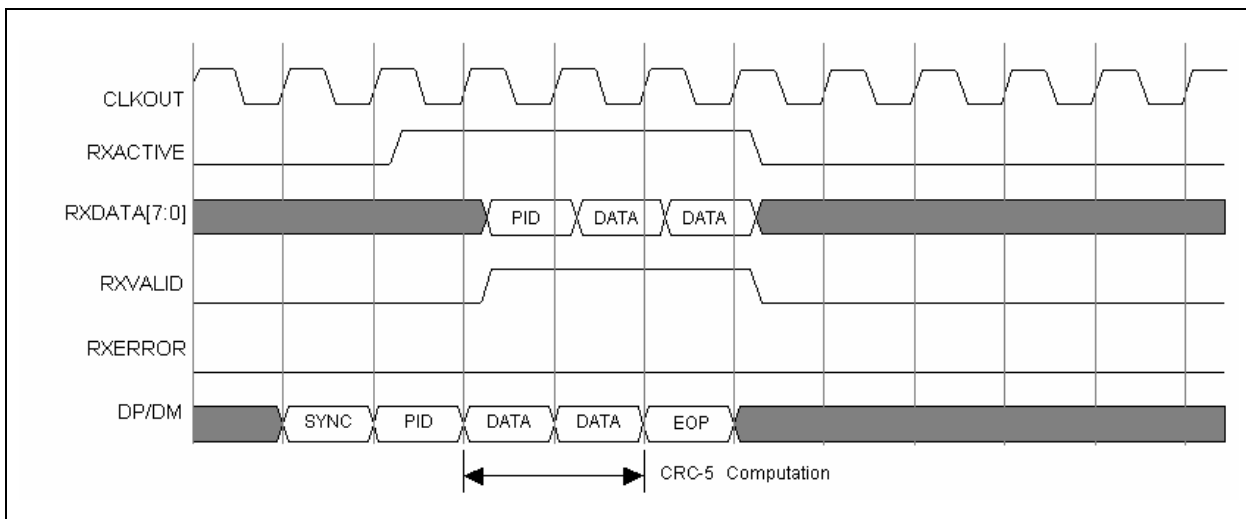 CLKOUT
RXACTIVE
RXDATA[7:0]
PID DATA DATA
RXVALID
RXERROR
DP/DM
SYNC PID DATA DATA EOP
CRC-5 Computation